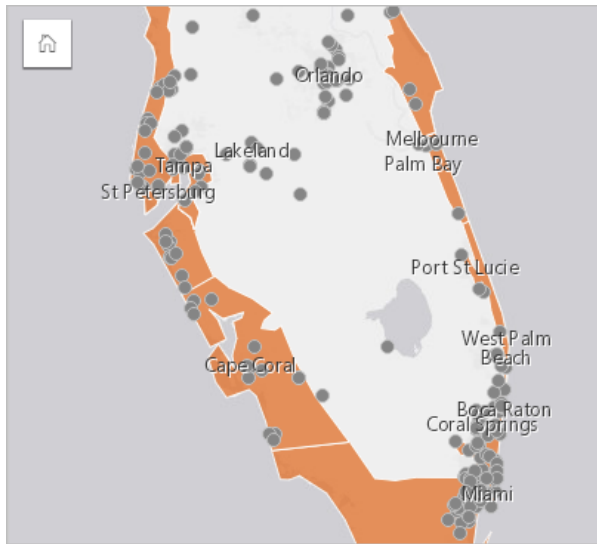 Orlando
Melbourne
Lakeland
Palm Bay
Tampa
St Petersburg
Port St Lucie
West Palm
Beach
Cape Coral
Boca Raton
Coral Springs
Miami